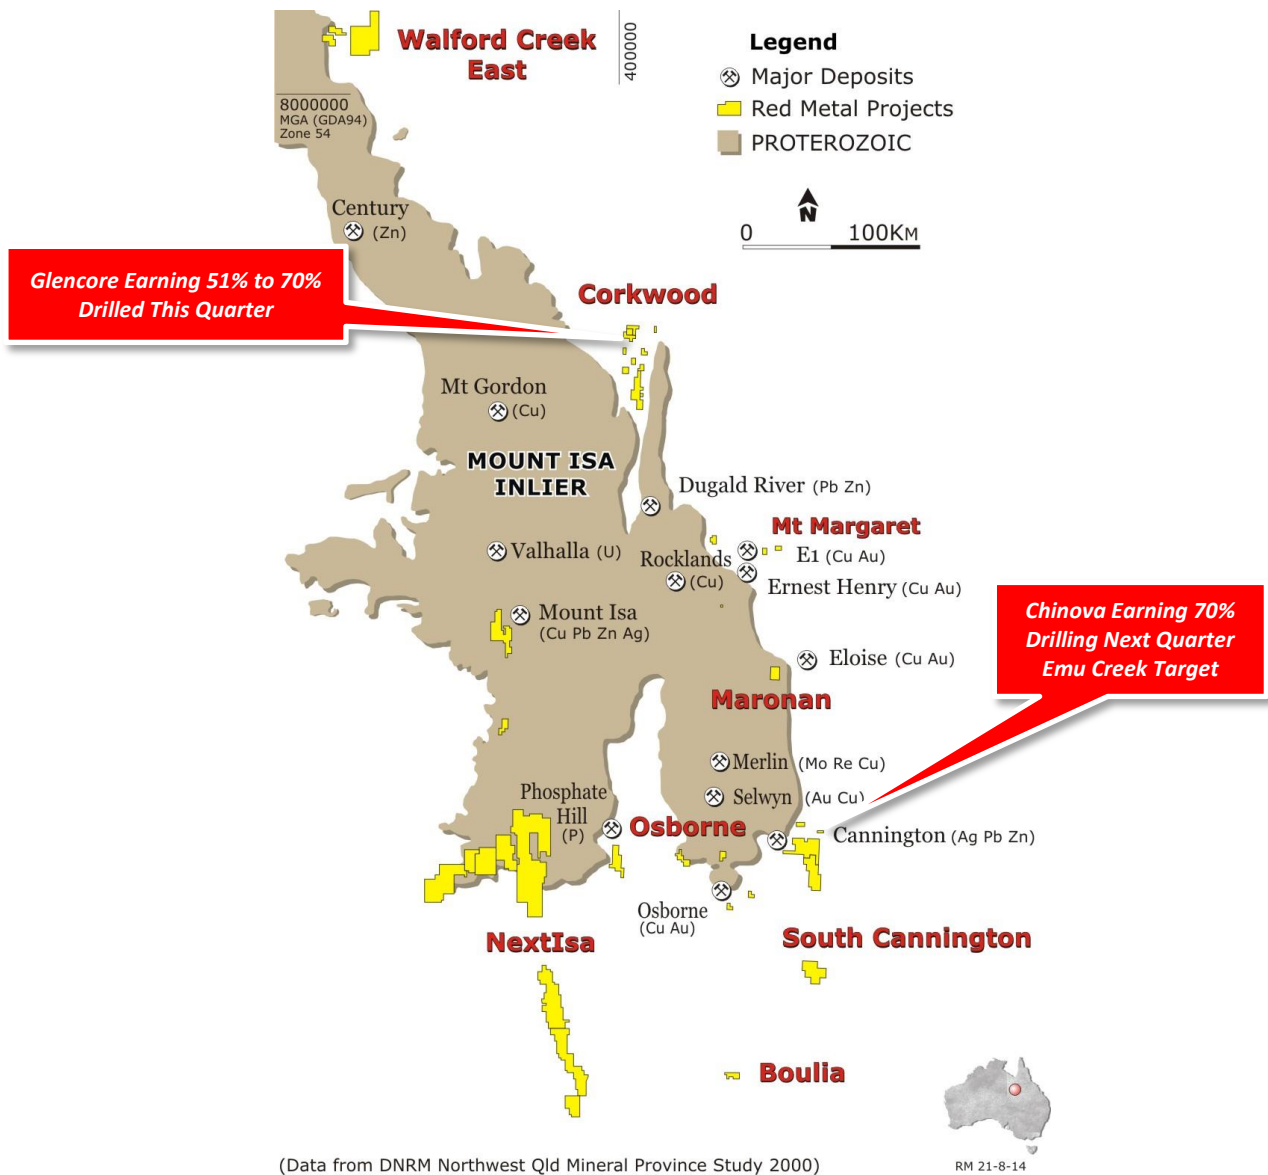 Walford Creek
East
400000
8000000
MGA (GDA94)
Zone 54
Legend
Major Deposits
Red Metal Projects
PROTEROZOIC
N
0 100KM
Century
(Zn)
Glencore Earning 51% to 70%
Drilled This Quarter
Corkwood
Mt Gordon
(Cu)
MOUNT ISA
INLIER
Dugald River (Pb Zn)
Mt Margaret
E1 (Cu Au)
Valhalla (U)
Rocklands
(Cu)
Ernest Henry (Cu Au)
Mount Isa
(Cu Pb Zn Ag)
Chinova Earning 70%
Drilling Next Quarter
Emu Creek Target
Eloise (Cu Au)
Maronan
Merlin (Mo Re Cu)
Selwyn (Au Cu)
Phosphate
Hill
(P)
Osborne
Cannington (Ag Pb Zn)
Osborne
(Cu Au)
NextIsa
South Cannington
Boulia
(Data from DNRM Northwest Qld Mineral Province Study 2000)
RM 21-8-14